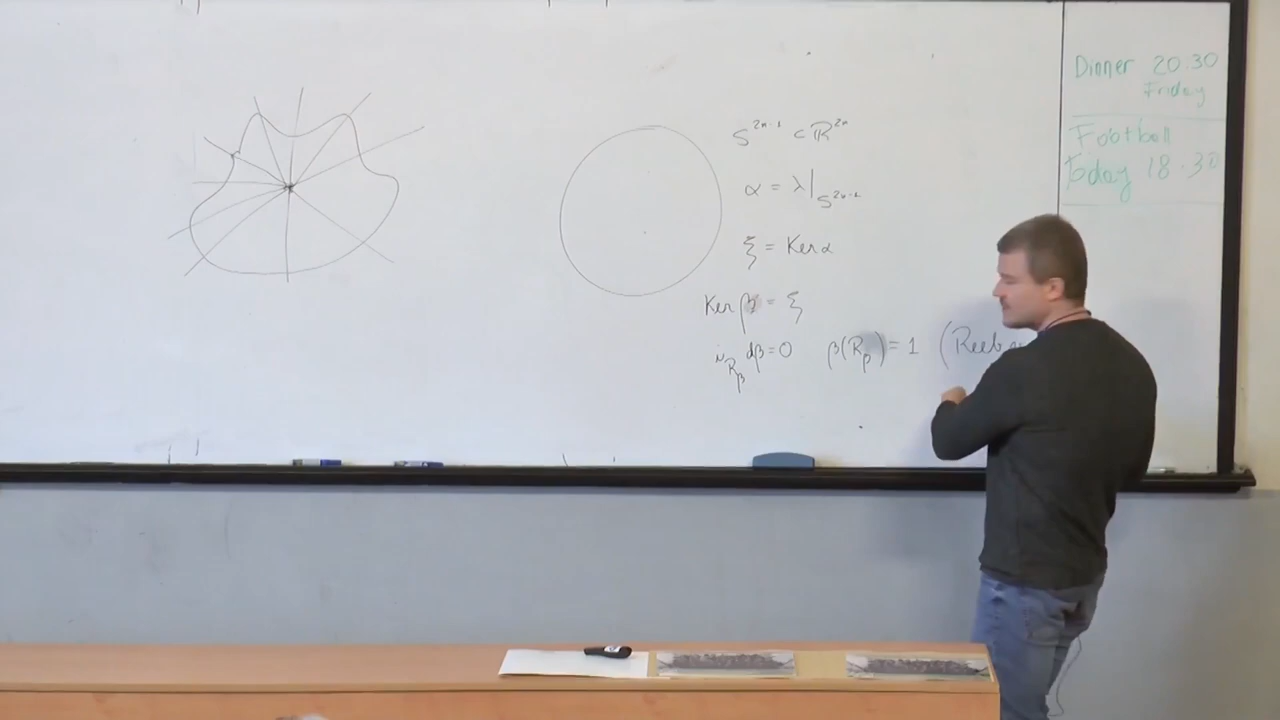 S^{2n-1} ⊂ ℝ^{2n}
α = λ|_{S^{2n-1}}
ξ = Ker α
Ker β = ξ
i_{R_β} dβ = 0 β(R_β) = 1 (Reeb
Dinner 20.30
Friday
Football
Today 18.30